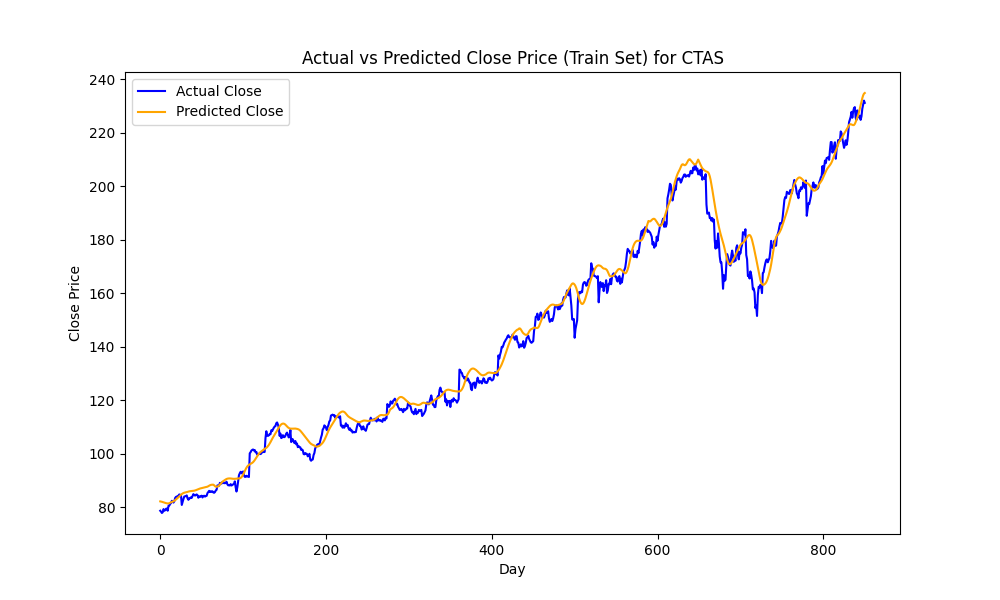 Actual vs Predicted Close Price (Train Set) for CTAS
Actual Close
Predicted Close
240
220
200
180
160
140
120
100
80
Close Price
0 200 400 600 800
Day